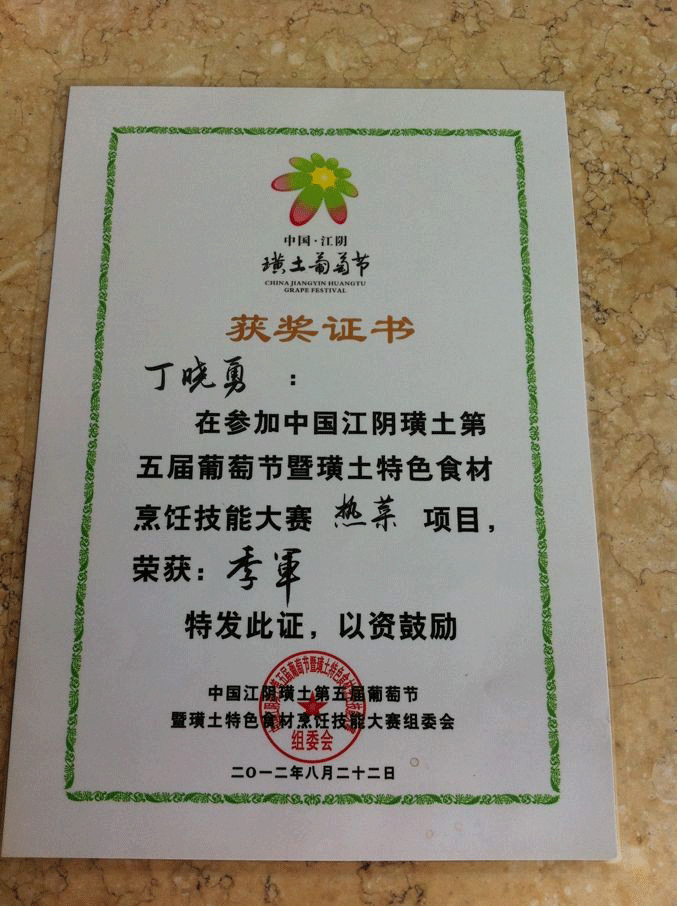 中国·江阴
璜土葡萄节
CHINA JIANGYIN HUANGTU
GRAPE FESTIVAL
获奖证书
丁晓勇 :
在参加中国江阴璜土第
五届葡萄节暨璜土特色食材
烹饪技能大赛 热菜 项目，
荣获：季军
特发此证，以资鼓励
中国江阴璜土第五届葡萄节
暨璜土特色食材烹饪技能大赛组委会
组委会
二〇一二年八月二十二日